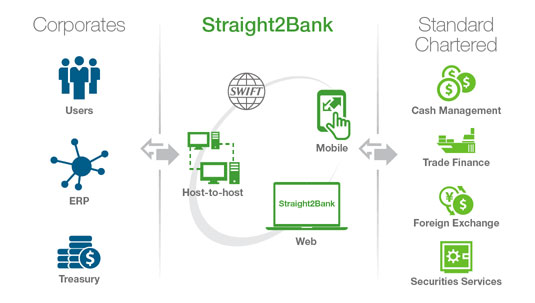 Corporates
Users
ERP
Treasury
Straight2Bank
SWIFT
Mobile
Host-to-host
Straight2Bank
Web
Standard
Chartered
$ $ $
Cash Management
Trade Finance
¥ $
Foreign Exchange
Securities Services
$